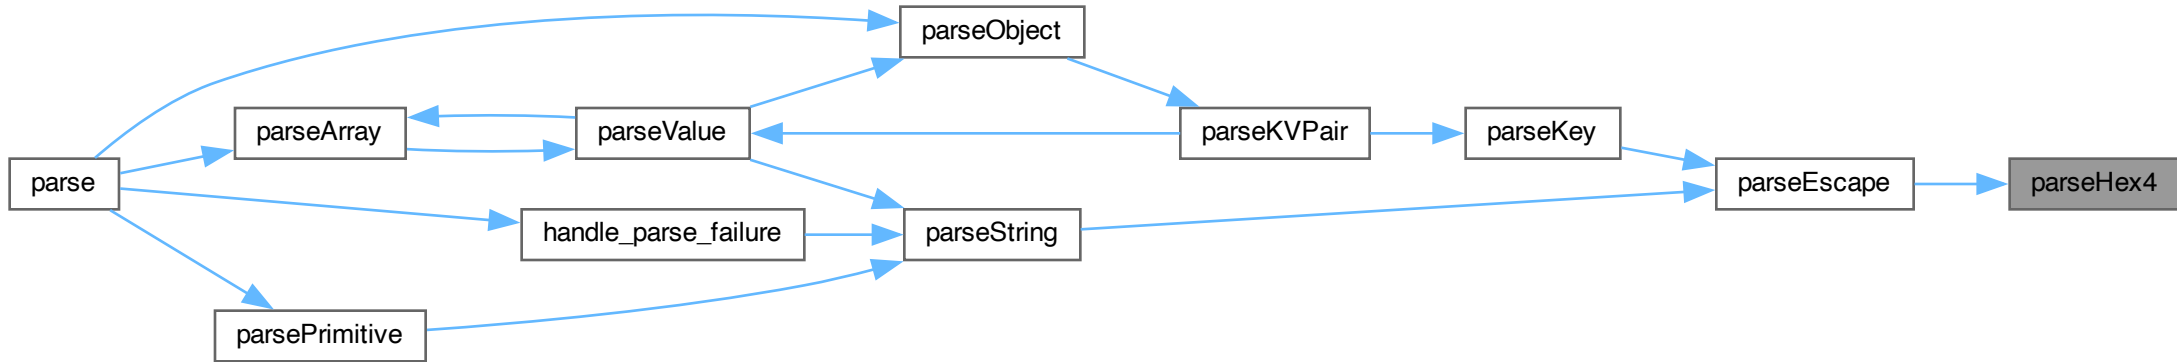 parseObject
parseArray
parseValue
parseKVPair
parseKey
parse
parseEscape
parseHex4
handle_parse_failure
parseString
parsePrimitive